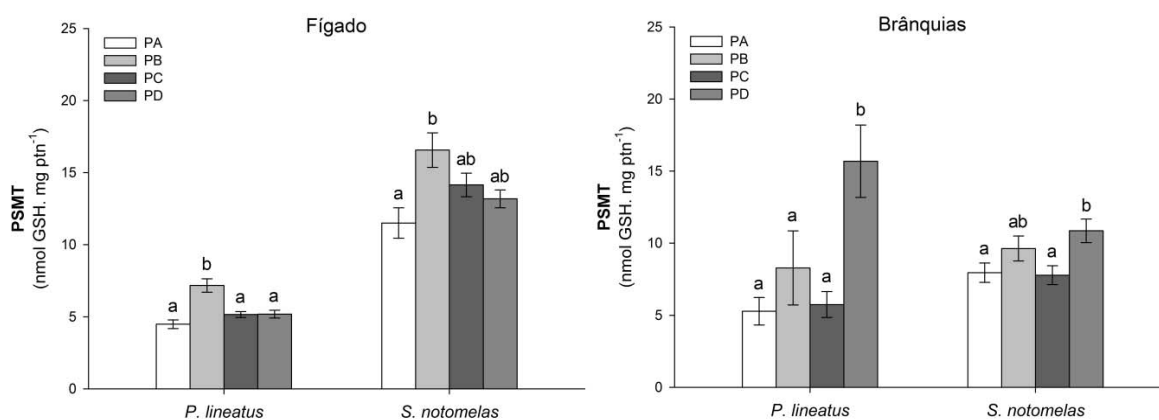 Fígado
PSMT
(nmol GSH. mg ptn⁻¹)
25
20
15
10
5
0
PA
PB
PC
PD
a
b
a
a
a
b
ab
ab
P. lineatus
S. notomelas
Brânquias
PSMT
(nmol GSH. mg ptn⁻¹)
25
20
15
10
5
0
PA
PB
PC
PD
a
a
a
b
a
ab
a
b
P. lineatus
S. notomelas